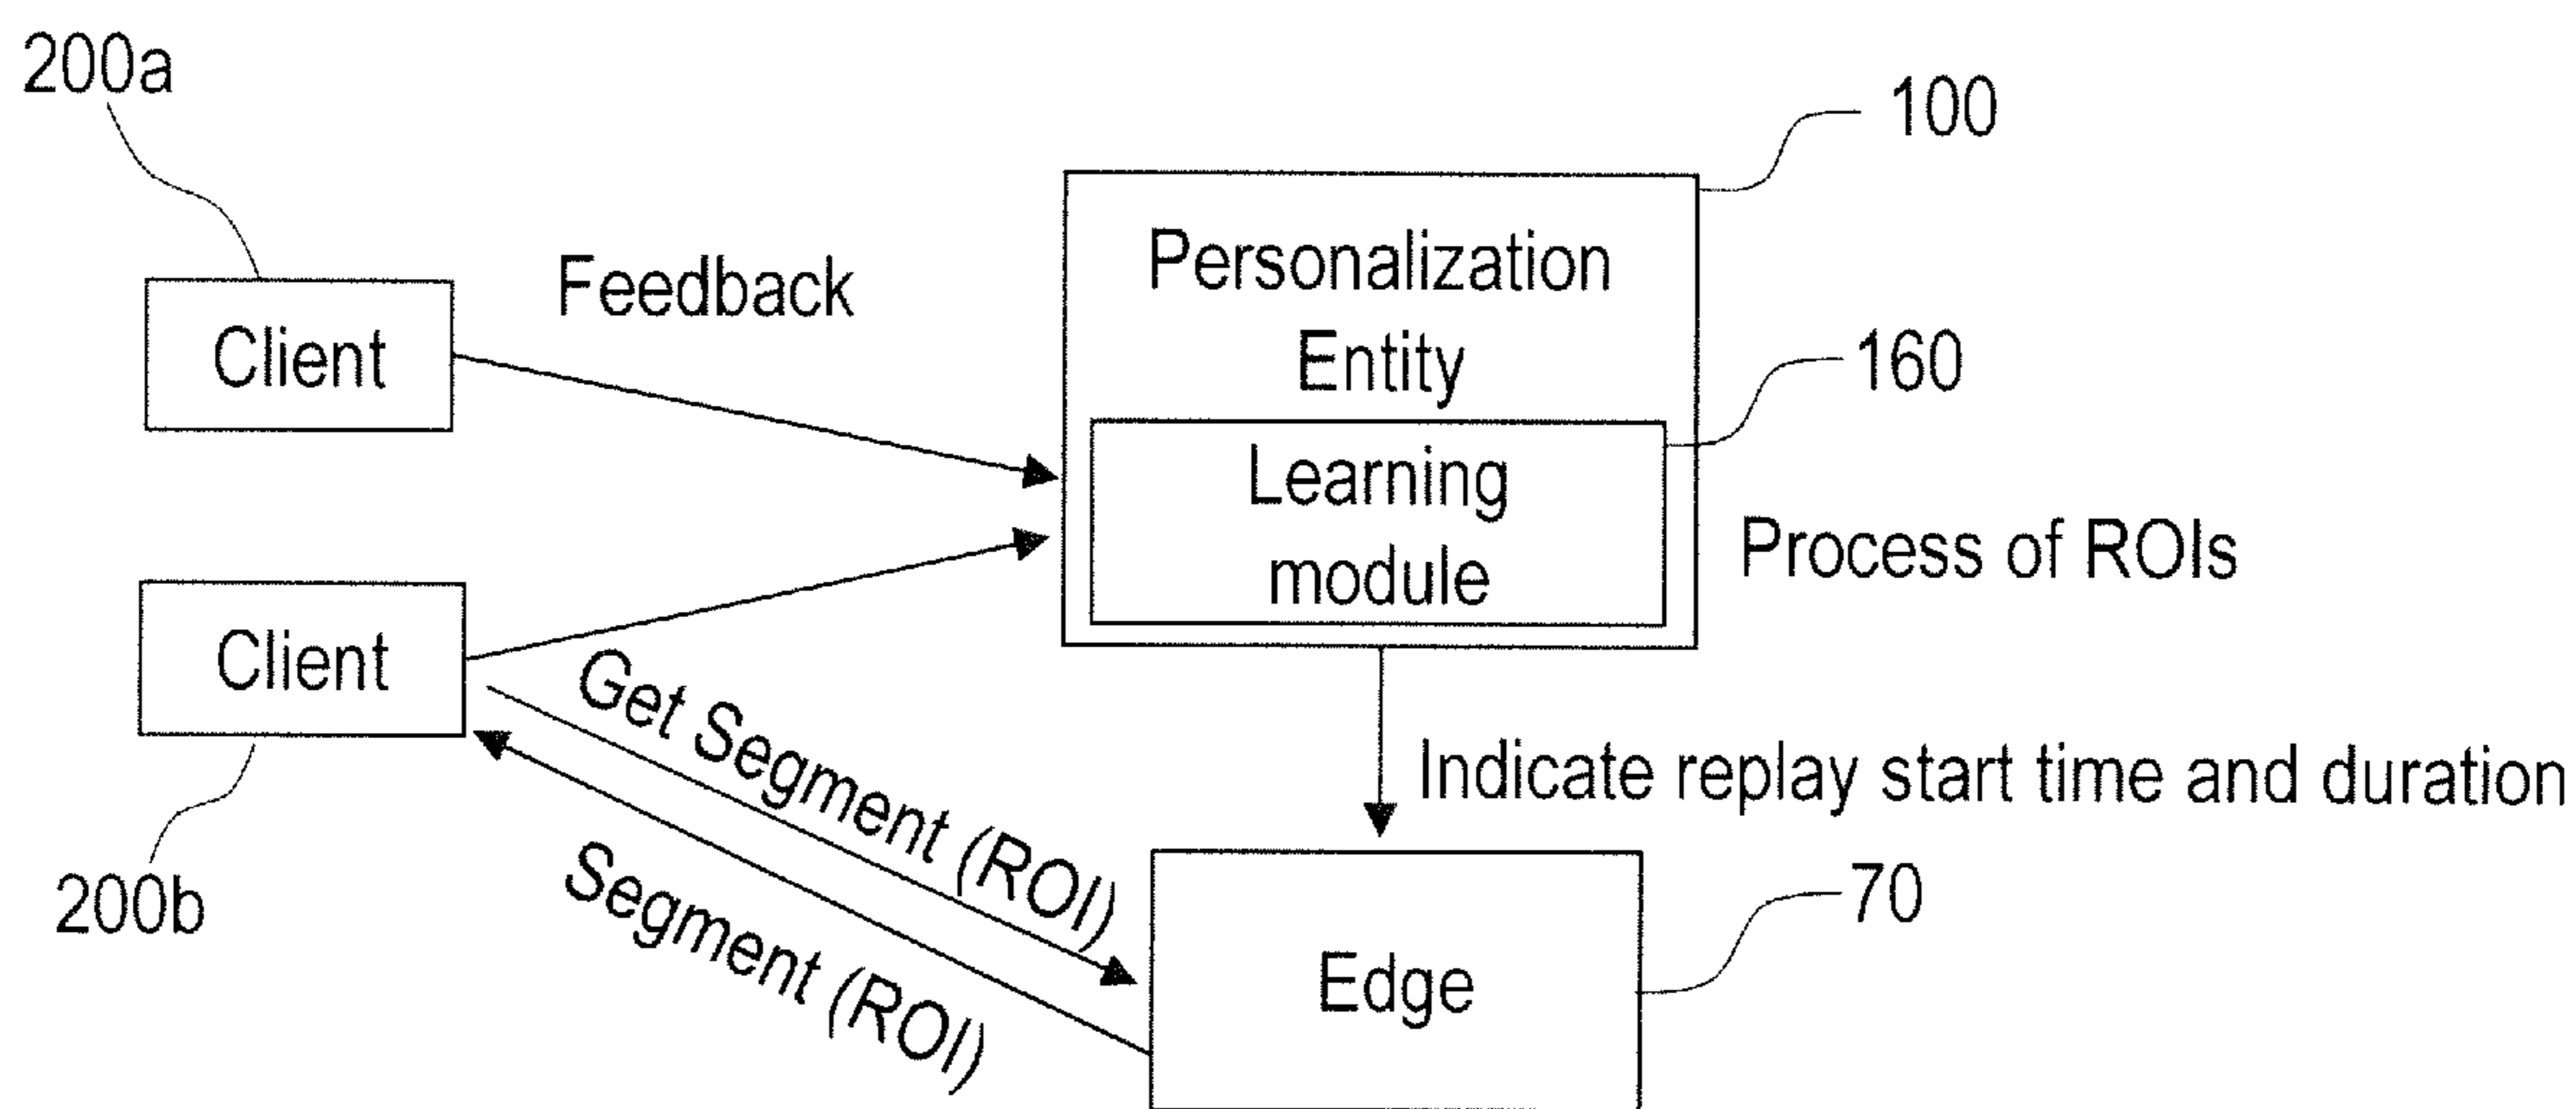 200a
100
Personalization
Entity
Feedback
Client
160
Learning
module
Process of ROIs
Client
Get Segment (ROI)
Segment (ROI)
Indicate replay start time and duration
200b
70
Edge